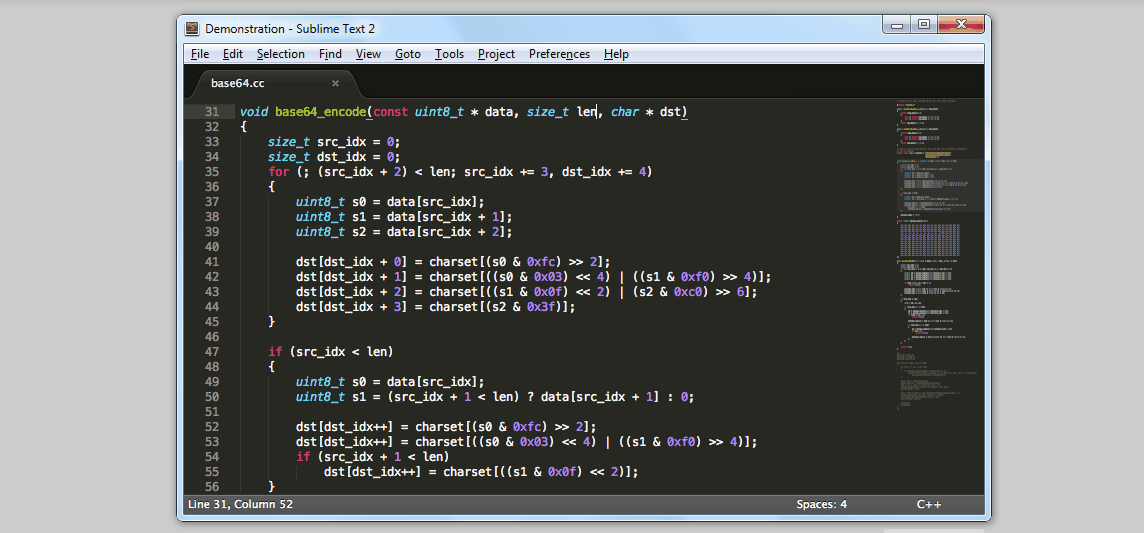 Demonstration - Sublime Text 2
File Edit Selection Find View Goto Tools Project Preferences Help
base64.cc ×
31 void base64_encode(const uint8_t * data, size_t len, char * dst)
32 {
33     size_t src_idx = 0;
34     size_t dst_idx = 0;
35     for (; (src_idx + 2) < len; src_idx += 3, dst_idx += 4)
36     {
37         uint8_t s0 = data[src_idx];
38         uint8_t s1 = data[src_idx + 1];
39         uint8_t s2 = data[src_idx + 2];
40
41         dst[dst_idx + 0] = charset[(s0 & 0xfc) >> 2];
42         dst[dst_idx + 1] = charset[((s0 & 0x03) << 4) | ((s1 & 0xf0) >> 4)];
43         dst[dst_idx + 2] = charset[((s1 & 0x0f) << 2) | (s2 & 0xc0) >> 6];
44         dst[dst_idx + 3] = charset[(s2 & 0x3f)];
45     }
46
47     if (src_idx < len)
48     {
49         uint8_t s0 = data[src_idx];
50         uint8_t s1 = (src_idx + 1 < len) ? data[src_idx + 1] : 0;
51
52         dst[dst_idx++] = charset[(s0 & 0xfc) >> 2];
53         dst[dst_idx++] = charset[((s0 & 0x03) << 4) | ((s1 & 0xf0) >> 4)];
54         if (src_idx + 1 < len)
55             dst[dst_idx++] = charset[((s1 & 0x0f) << 2)];
56     }
Line 31, Column 52 Spaces: 4 C++